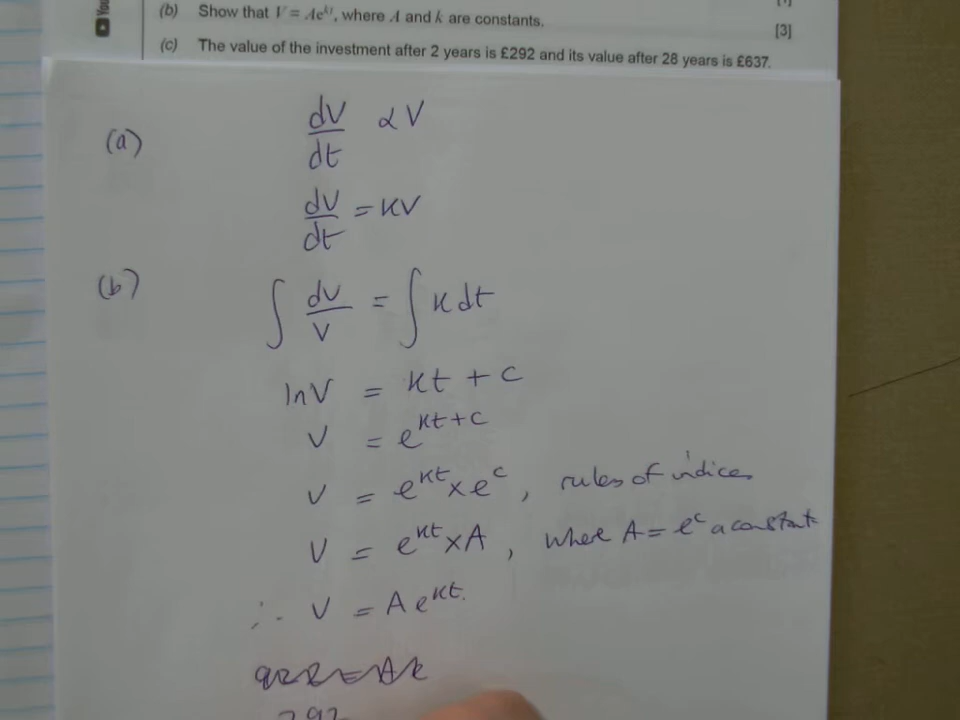 (b) Show that V = Ae^{kt}, where A and k are constants.
[3]
(c) The value of the investment after 2 years is £292 and its value after 28 years is £637.
(a) dV/dt ∝ V
dV/dt = KV
(b) ∫ dV/V = ∫ K dt
lnV = Kt + c
V = e^{Kt+c}
V = e^{Kt} x e^c, rules of indices
V = e^{Kt} x A, where A = e^c a constant
∴ V = A e^{Kt}.
292